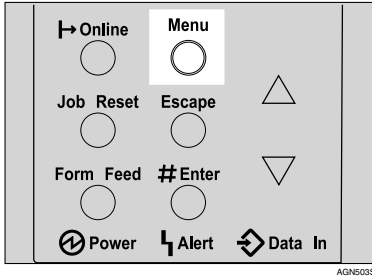 Online Menu
Job Reset Escape
Form Feed #Enter
Power Alert Data In
AGN503S